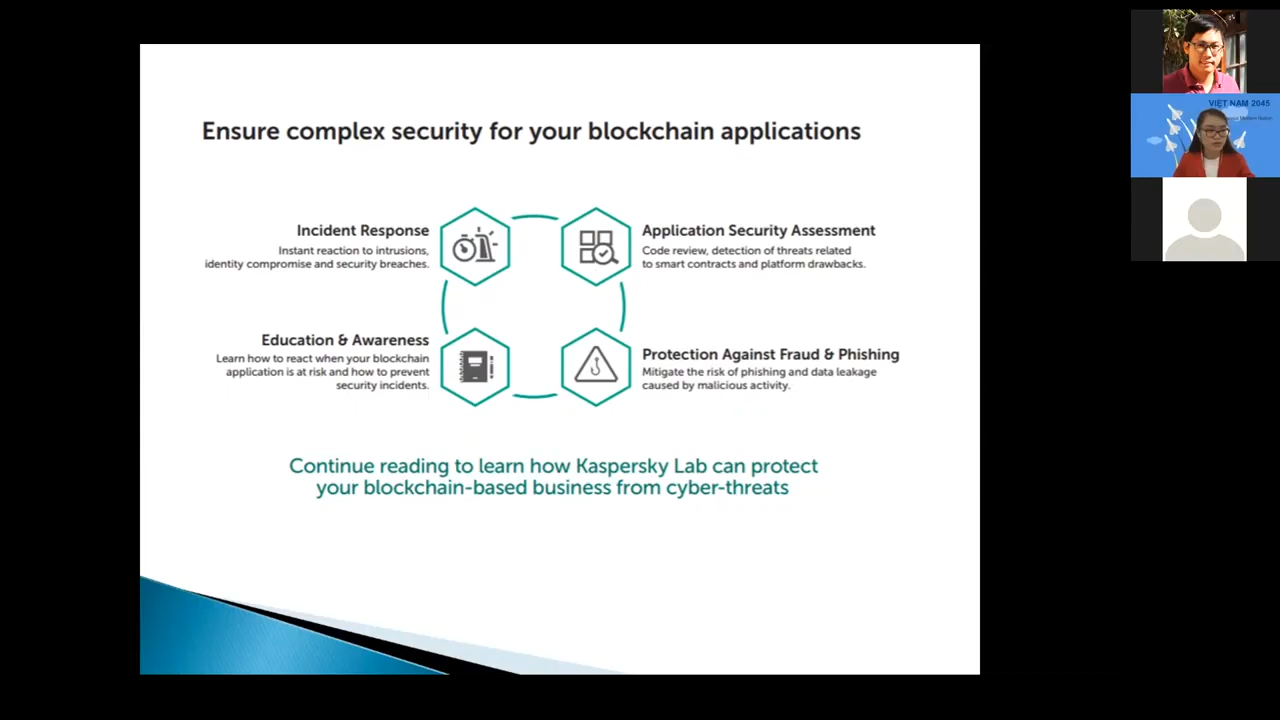 Ensure complex security for your blockchain applications
Incident Response
Instant reaction to intrusions,
identity compromise and security breaches.
Application Security Assessment
Code review, detection of threats related
to smart contracts and platform drawbacks.
Education & Awareness
Learn how to react when your blockchain
application is at risk and how to prevent
security incidents.
Protection Against Fraud & Phishing
Mitigate the risk of phishing and data leakage
caused by malicious activity.
Continue reading to learn how Kaspersky Lab can protect
your blockchain-based business from cyber-threats
VIỆT NAM 2045